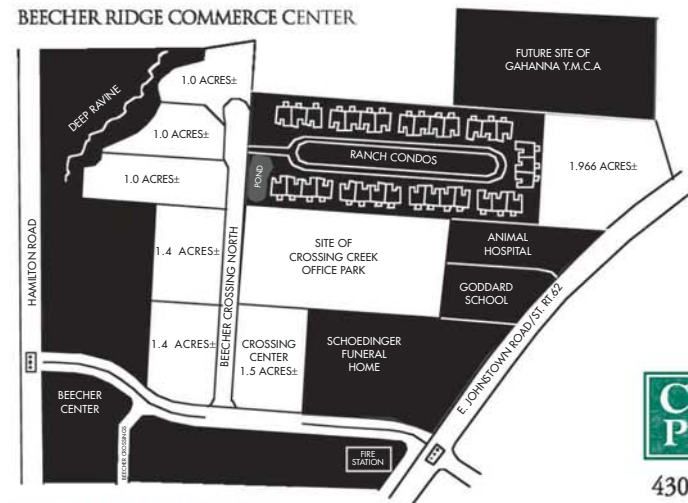 BEECHER RIDGE COMMERCE CENTER
FUTURE SITE OF
GAHANNA Y.M.C.A
1.0 ACRES±
DEEP RAVINE
1.0 ACRES±
RANCH CONDOS
1.966 ACRES±
1.0 ACRES±
POND
HAMILTON ROAD
1.4 ACRES±
BEECHER CROSSING NORTH
SITE OF
CROSSING CREEK
OFFICE PARK
ANIMAL
HOSPITAL
GODDARD
SCHOOL
1.4 ACRES±
CROSSING
CENTER
1.5 ACRES±
SCHOEDINGER
FUNERAL
HOME
E. JOHNSTOWN ROAD/ST. RT.62
BEECHER
CENTER
BEECHER CROSSINGS
FIRE
STATION
C
P
430